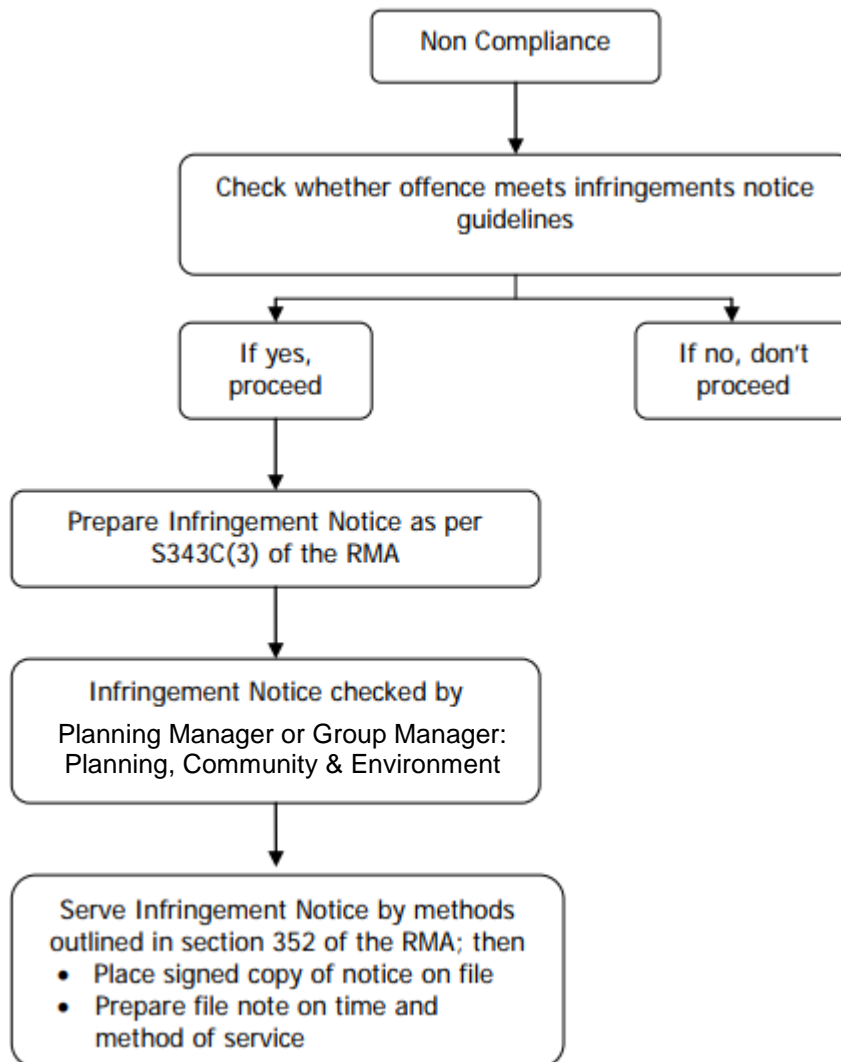 Non Compliance
Check whether offence meets infringements notice
guidelines
If yes,
proceed
If no, don't
proceed
Prepare Infringement Notice as per
S343C(3) of the RMA
Infringement Notice checked by
Planning Manager or Group Manager:
Planning, Community & Environment
Serve Infringement Notice by methods
outlined in section 352 of the RMA; then
• Place signed copy of notice on file
• Prepare file note on time and
method of service